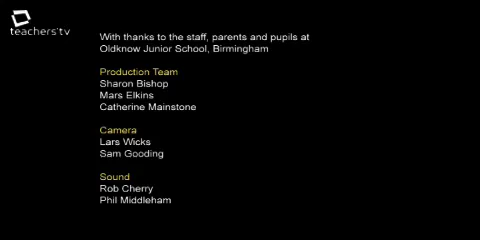 teachers'tv
With thanks to the staff, parents and pupils at
Oldknow Junior School, Birmingham
Production Team
Sharon Bishop
Mars Elkins
Catherine Mainstone
Camera
Lars Wicks
Sam Gooding
Sound
Rob Cherry
Phil Middleham